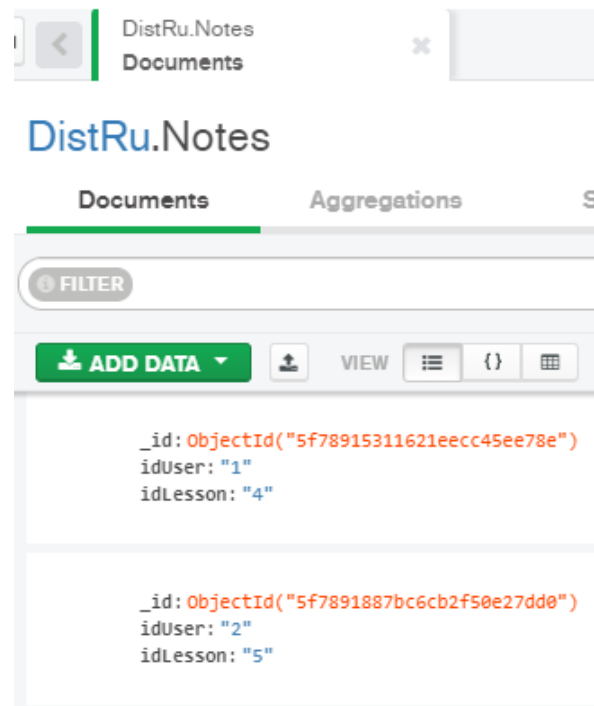 DistRu.Notes
Documents
DistRu.Notes
Documents Aggregations S
FILTER
ADD DATA VIEW {}
_id: ObjectId("5f78915311621eecc45ee78e")
idUser: "1"
idLesson: "4"
_id: ObjectId("5f7891887bc6cb2f50e27dd0")
idUser: "2"
idLesson: "5"